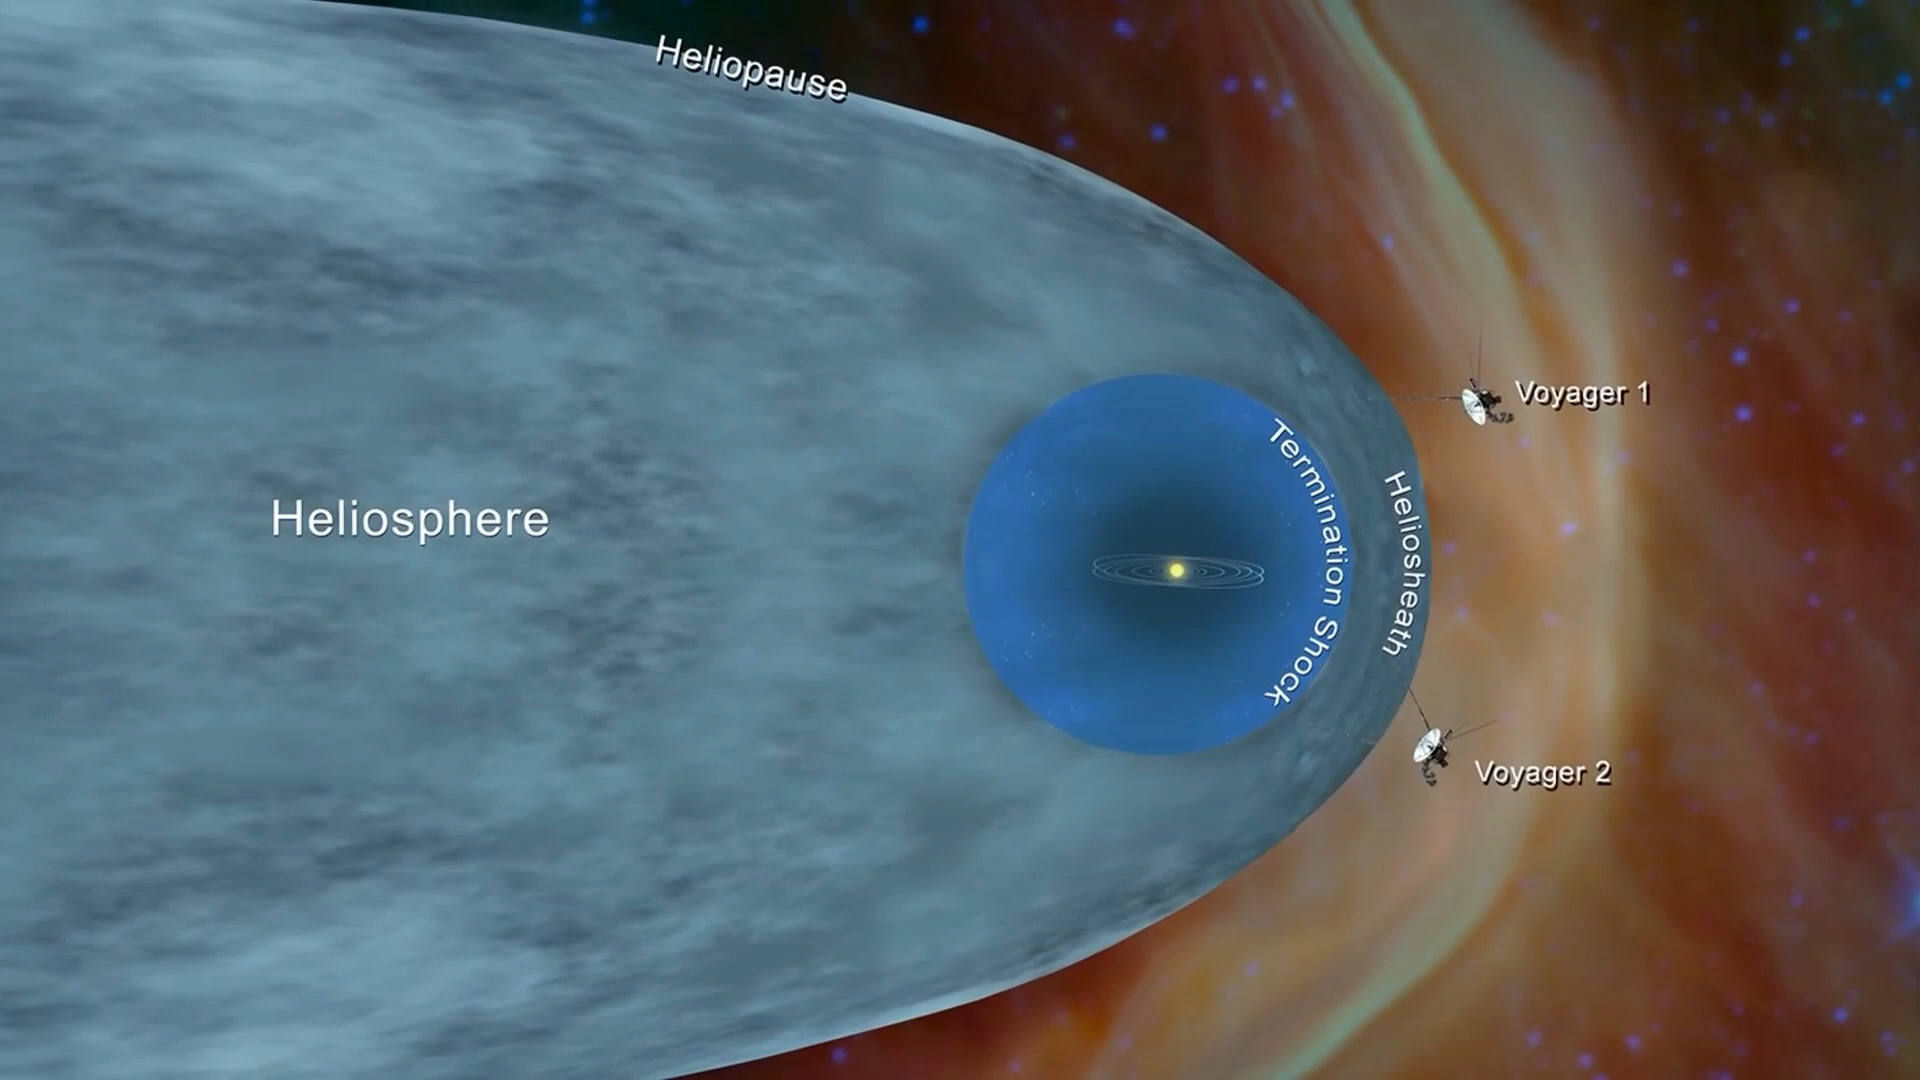 Heliopause
Voyager 1
Termination Shock
Heliosheath
Heliosphere
Voyager 2